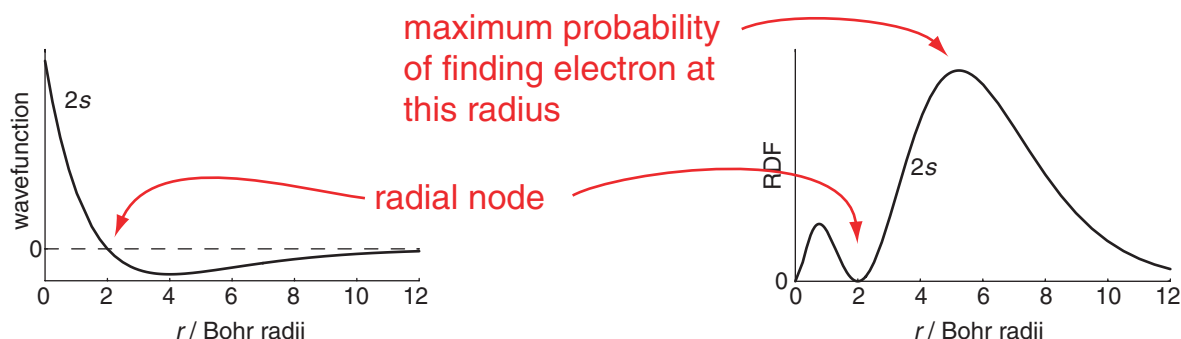 maximum probability
of finding electron at
this radius
radial node
wavefunction
2s
0
0 2 4 6 8 10 12
r / Bohr radii
RDF
2s
0
0 2 4 6 8 10 12
r / Bohr radii